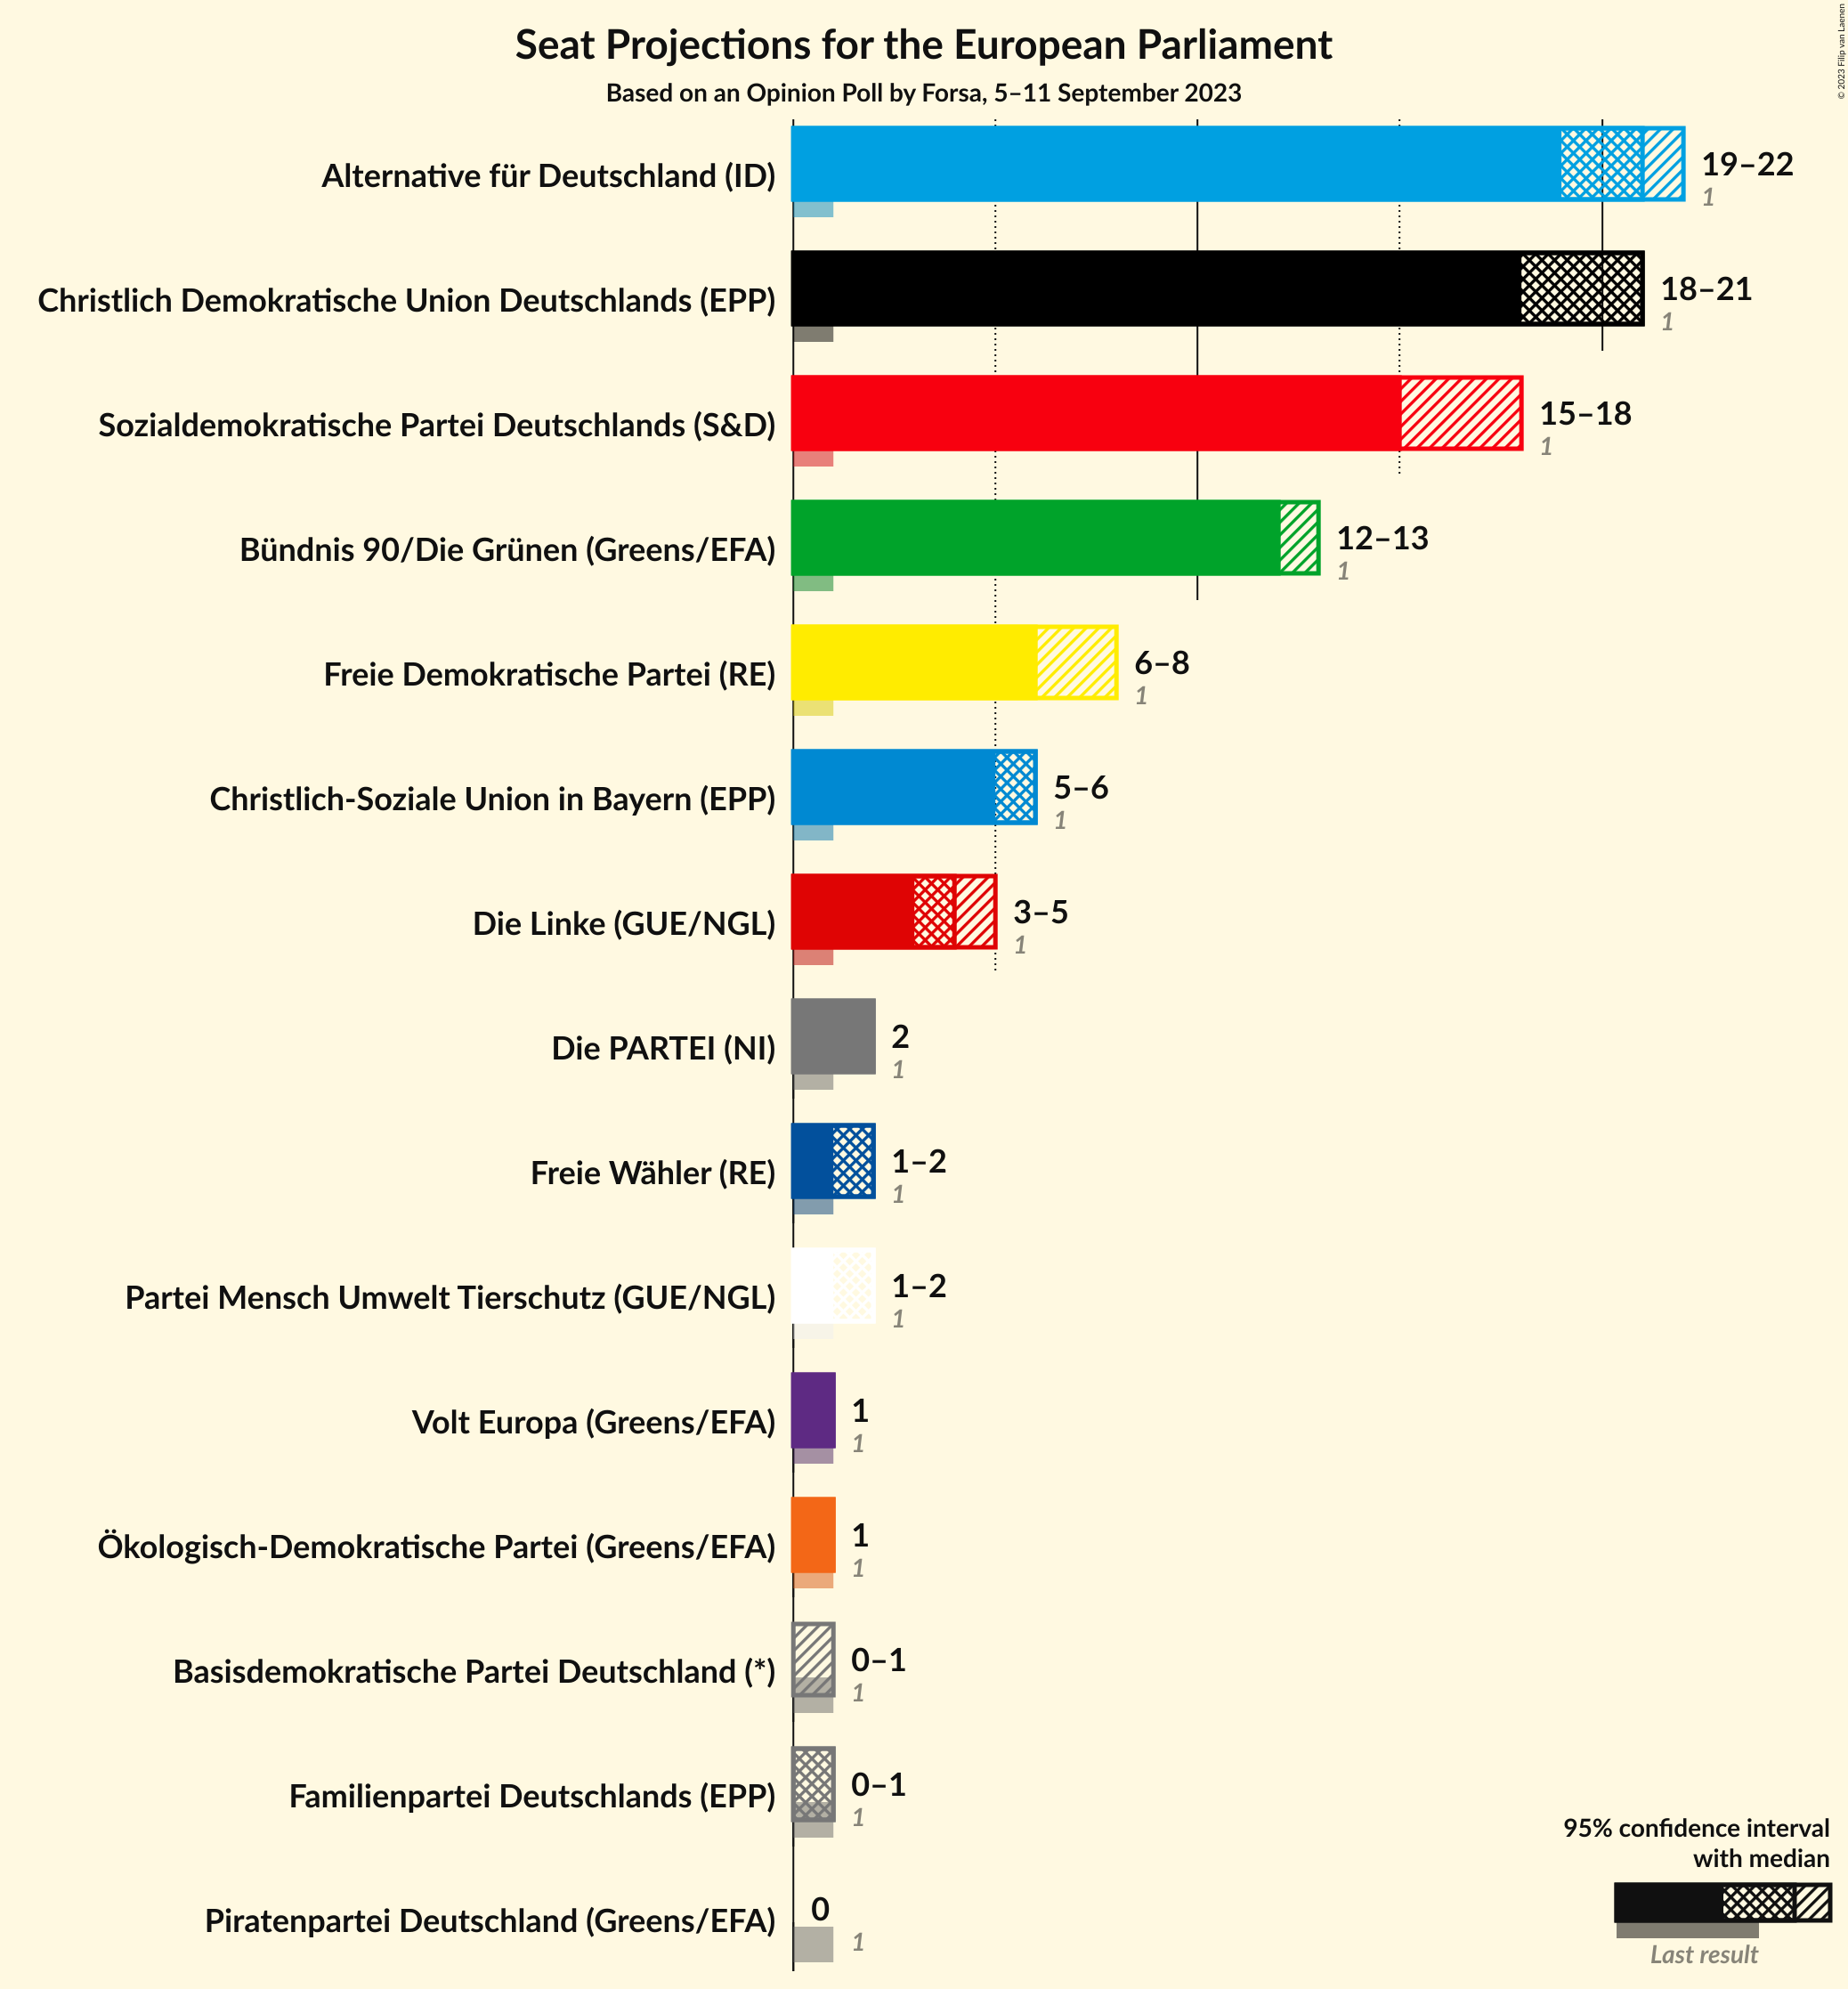 Seat Projections for the European Parliament
Based on an Opinion Poll by Forsa, 5–11 September 2023
© 2023 Filip van Laenen
Alternative für Deutschland (ID)
19–22
1
Christlich Demokratische Union Deutschlands (EPP)
18–21
1
Sozialdemokratische Partei Deutschlands (S&D)
15–18
1
Bündnis 90/Die Grünen (Greens/EFA)
12–13
1
Freie Demokratische Partei (RE)
6–8
1
Christlich-Soziale Union in Bayern (EPP)
5–6
1
Die Linke (GUE/NGL)
3–5
1
Die PARTEI (NI)
2
1
Freie Wähler (RE)
1–2
1
Partei Mensch Umwelt Tierschutz (GUE/NGL)
1–2
1
Volt Europa (Greens/EFA)
1
1
Ökologisch-Demokratische Partei (Greens/EFA)
1
1
Basisdemokratische Partei Deutschland (*)
0–1
1
Familienpartei Deutschlands (EPP)
0–1
1
Piratenpartei Deutschland (Greens/EFA)
0
1
95% confidence interval
with median
Last result